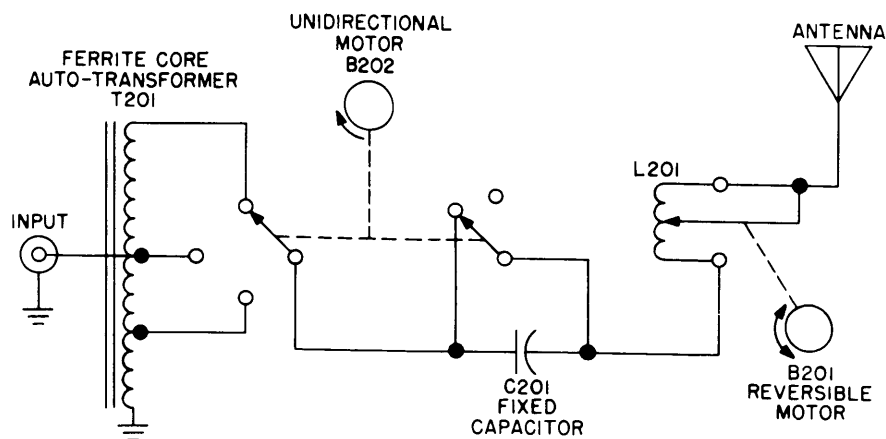 UNIDIRECTIONAL
MOTOR
B202
ANTENNA
FERRITE CORE
AUTO-TRANSFORMER
T201
L201
INPUT
C201
FIXED
CAPACITOR
B201
REVERSIBLE
MOTOR